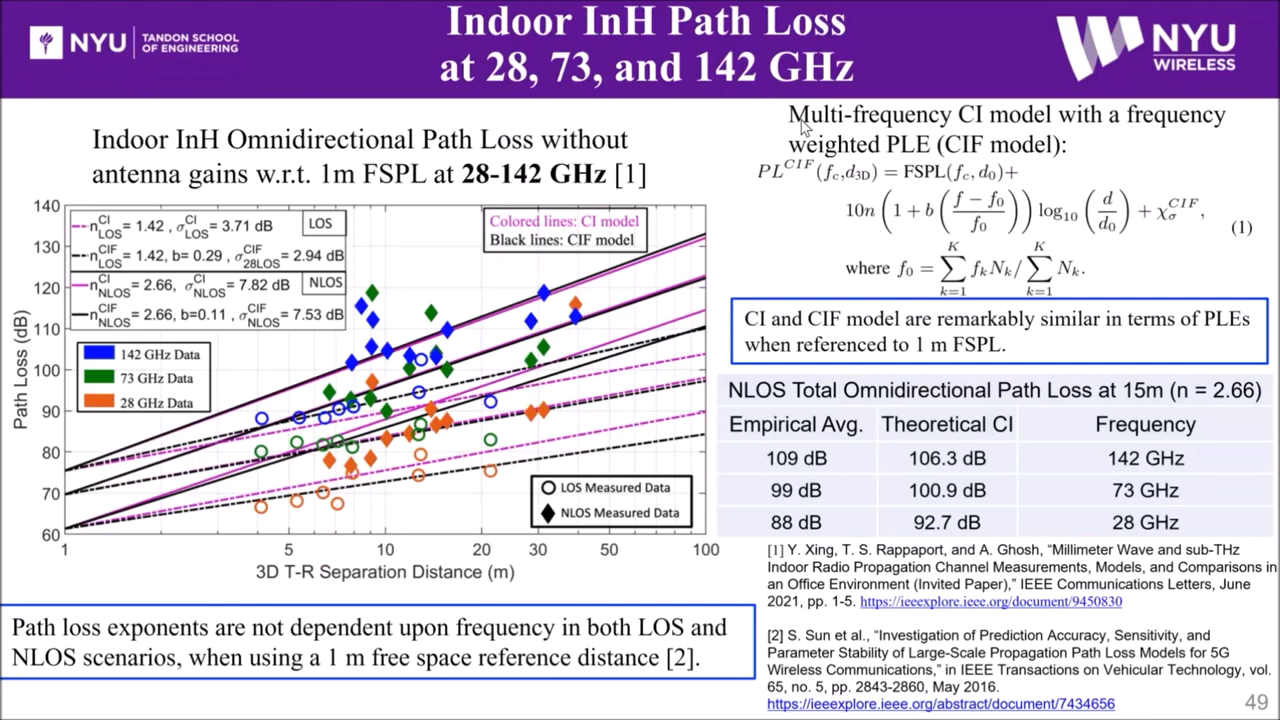 NYU
TANDON SCHOOL
OF ENGINEERING
Indoor InH Path Loss
at 28, 73, and 142 GHz
NYU
WIRELESS
Indoor InH Omnidirectional Path Loss without
antenna gains w.r.t. 1m FSPL at 28-142 GHz [1]
Path Loss (dB)
140
130
120
110
100
90
80
70
60
n^{CI}_{LOS} = 1.42 , σ^{CI}_{LOS}= 3.71 dB
LOS
n^{CIF}_{LOS} = 1.42, b= 0.29 , σ^{CIF}_{28LOS}= 2.94 dB
n^{CI}_{NLOS} = 2.66, σ^{CI}_{NLOS}= 7.82 dB
NLOS
n^{CIF}_{NLOS} = 2.66, b=0.11 , σ^{CIF}_{NLOS}= 7.53 dB
Colored lines: CI model
Black lines: CIF model
142 GHz Data
73 GHz Data
28 GHz Data
LOS Measured Data
NLOS Measured Data
1 5 10 20 30 50 100
3D T-R Separation Distance (m)
Path loss exponents are not dependent upon frequency in both LOS and
NLOS scenarios, when using a 1 m free space reference distance [2].
Multi-frequency CI model with a frequency
weighted PLE (CIF model):
PL^{CIF}(f_c,d_{3D}) = FSPL(f_c, d_0)+
10n (1 + b ((f − f_0)/f_0)) log_{10} (d/d_0) + χ^{CIF}_σ,
(1)
where f_0 = ∑_{k=1}^{K} f_k N_k / ∑_{k=1}^{K} N_k.
CI and CIF model are remarkably similar in terms of PLEs
when referenced to 1 m FSPL.
NLOS Total Omnidirectional Path Loss at 15m (n = 2.66)
Empirical Avg. Theoretical CI Frequency
109 dB 106.3 dB 142 GHz
99 dB 100.9 dB 73 GHz
88 dB 92.7 dB 28 GHz
[1] Y. Xing, T. S. Rappaport, and A. Ghosh, “Millimeter Wave and sub-THz
Indoor Radio Propagation Channel Measurements, Models, and Comparisons in
an Office Environment (Invited Paper),” IEEE Communications Letters, June
2021, pp. 1-5. https://ieeexplore.ieee.org/document/9450830
[2] S. Sun et al., “Investigation of Prediction Accuracy, Sensitivity, and
Parameter Stability of Large-Scale Propagation Path Loss Models for 5G
Wireless Communications,” in IEEE Transactions on Vehicular Technology, vol.
65, no. 5, pp. 2843-2860, May 2016.
https://ieeexplore.ieee.org/abstract/document/7434656
49